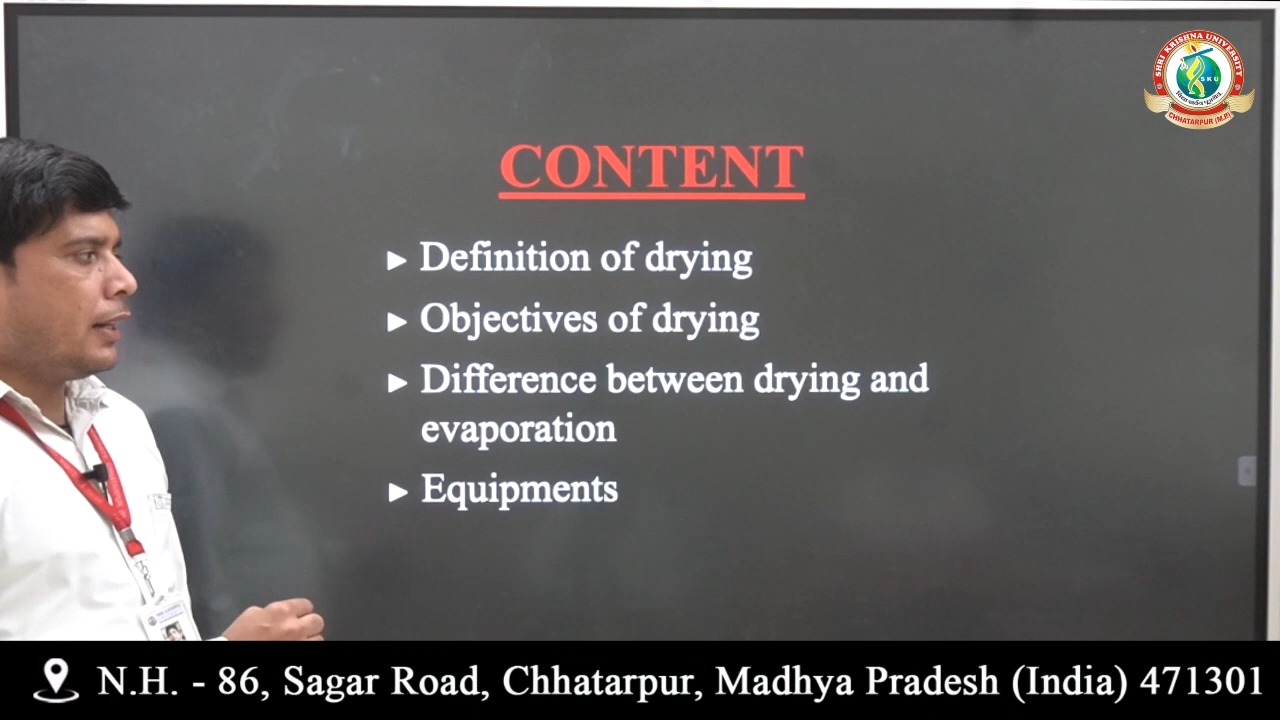 SHRI KRISHNA UNIVERSITY
SKU
CHHATARPUR (M.P.)
CONTENT
► Definition of drying
► Objectives of drying
► Difference between drying and
evaporation
► Equipments
N.H. - 86, Sagar Road, Chhatarpur, Madhya Pradesh (India) 471301